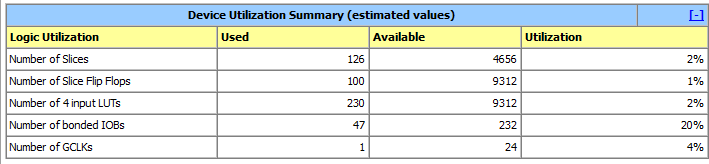 Device Utilization Summary (estimated values) [-]
Logic Utilization Used Available Utilization
Number of Slices 126 4656 2%
Number of Slice Flip Flops 100 9312 1%
Number of 4 input LUTs 230 9312 2%
Number of bonded IOBs 47 232 20%
Number of GCLKs 1 24 4%